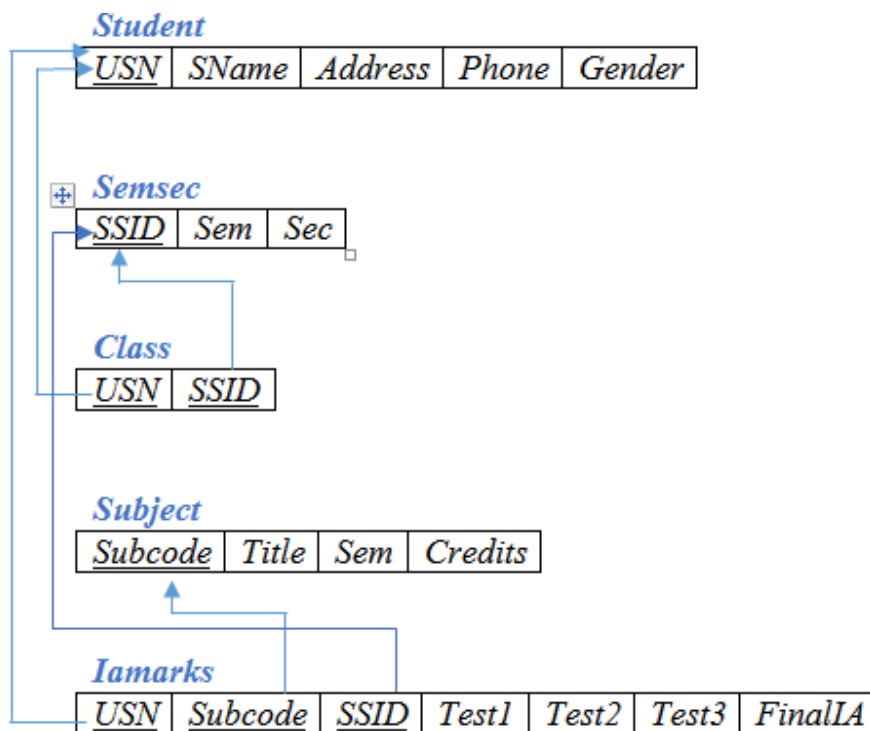 Student
USN SName Address Phone Gender
Semsec
SSID Sem Sec
Class
USN SSID
Subject
Subcode Title Sem Credits
Iamarks
USN Subcode SSID Test1 Test2 Test3 FinalIA